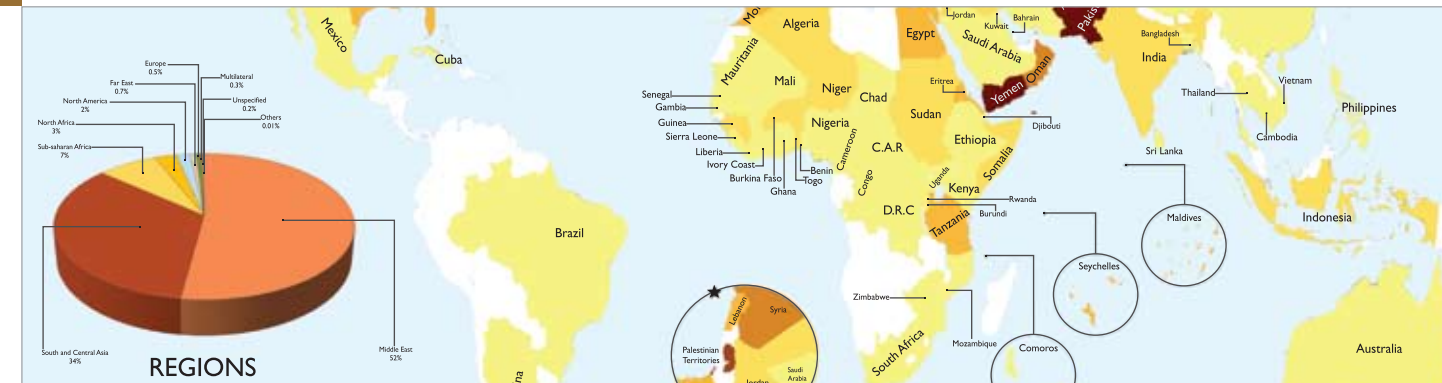 Europe
0.5%
Multilateral
0.3%
Far East
0.7%
Unspecified
0.2%
North America
2%
Others
0.01%
North Africa
3%
Sub-saharan Africa
7%
South and Central Asia
34%
Middle East
52%
REGIONS
Mexico
Cuba
Brazil
Algeria
Egypt
Mauritania
Mali
Niger
Chad
Sudan
Eritrea
Senegal
Gambia
Guinea
Sierra Leone
Liberia
Ivory Coast
Burkina Faso
Ghana
Togo
Benin
Nigeria
Cameroon
C.A.R
Congo
D.R.C
Ethiopia
Djibouti
Somalia
Uganda
Kenya
Rwanda
Burundi
Tanzania
Zimbabwe
Mozambique
South Africa
Comoros
Seychelles
Maldives
Sri Lanka
Jordan
Kuwait
Bahrain
Saudi Arabia
Yemen
Oman
Pakis
Bangladesh
India
Thailand
Vietnam
Cambodia
Philippines
Indonesia
Australia
Lebanon
Syria
Palestinian
Territories
Jordan
Saudi
Arabia